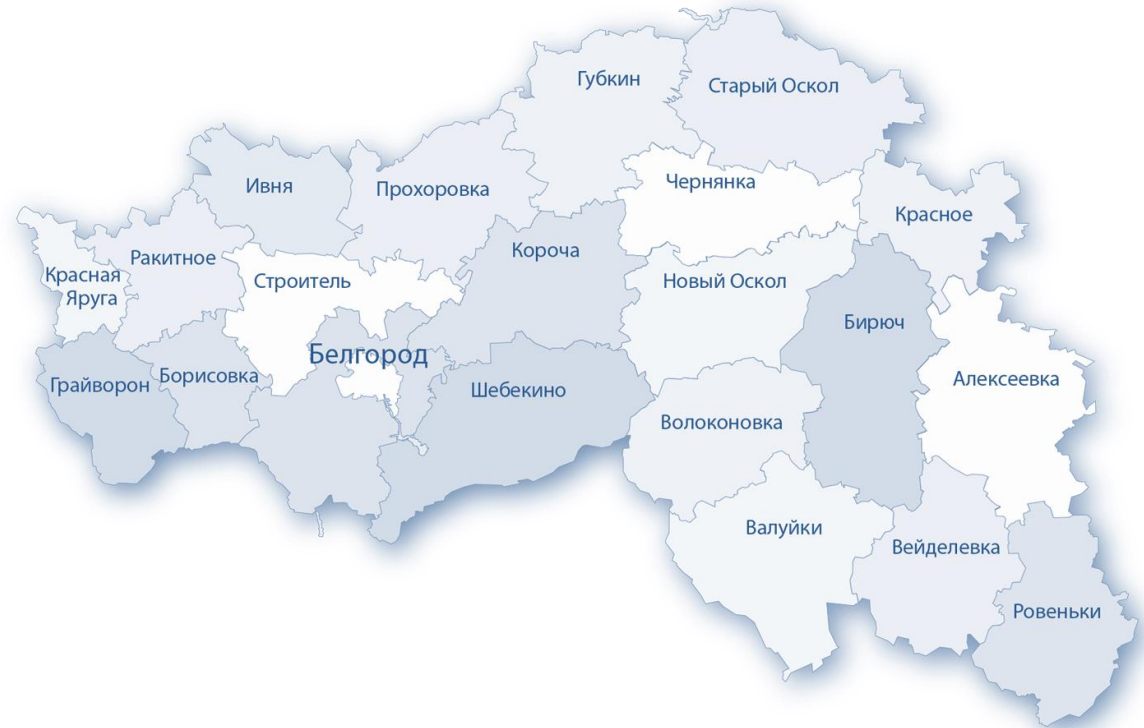 Губкин
Старый Оскол
Ивня
Прохоровка
Чернянка
Красное
Ракитное
Короча
Красная
Яруга
Строитель
Новый Оскол
Бирюч
Белгород
Грайворон
Борисовка
Шебекино
Алексеевка
Волоконовка
Валуйки
Вейделевка
Ровеньки